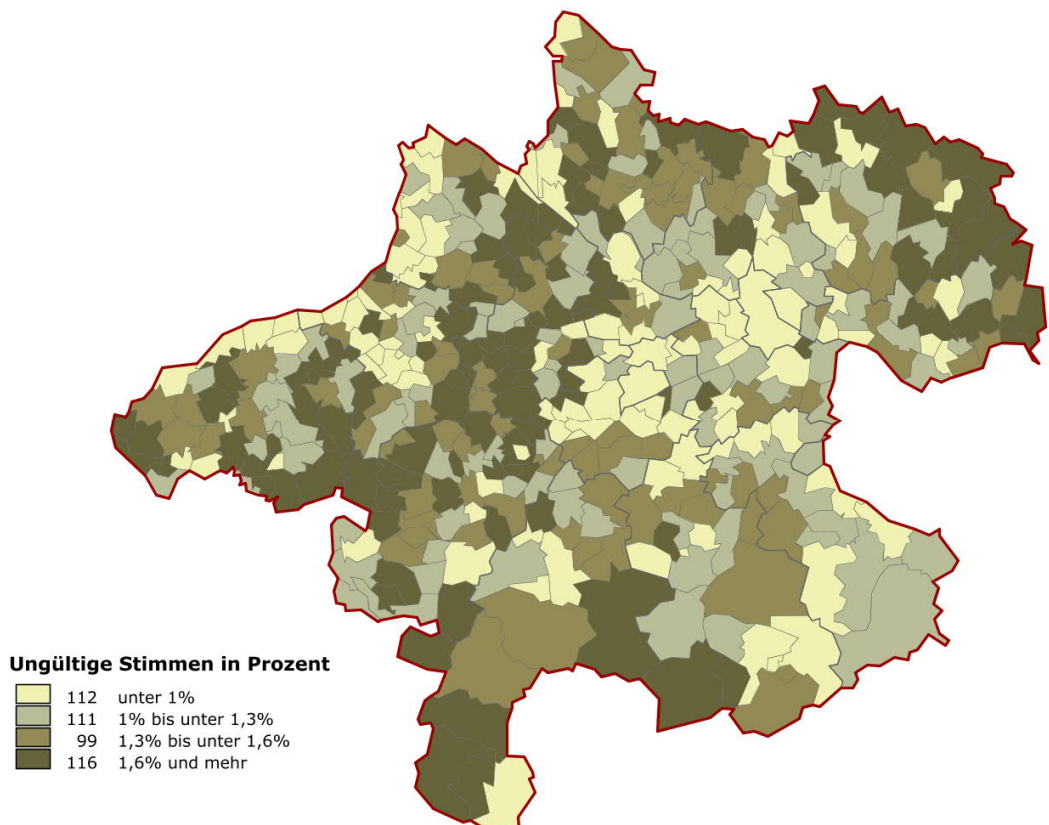 Ungültige Stimmen in Prozent
112 unter 1%
111 1% bis unter 1,3%
99 1,3% bis unter 1,6%
116 1,6% und mehr